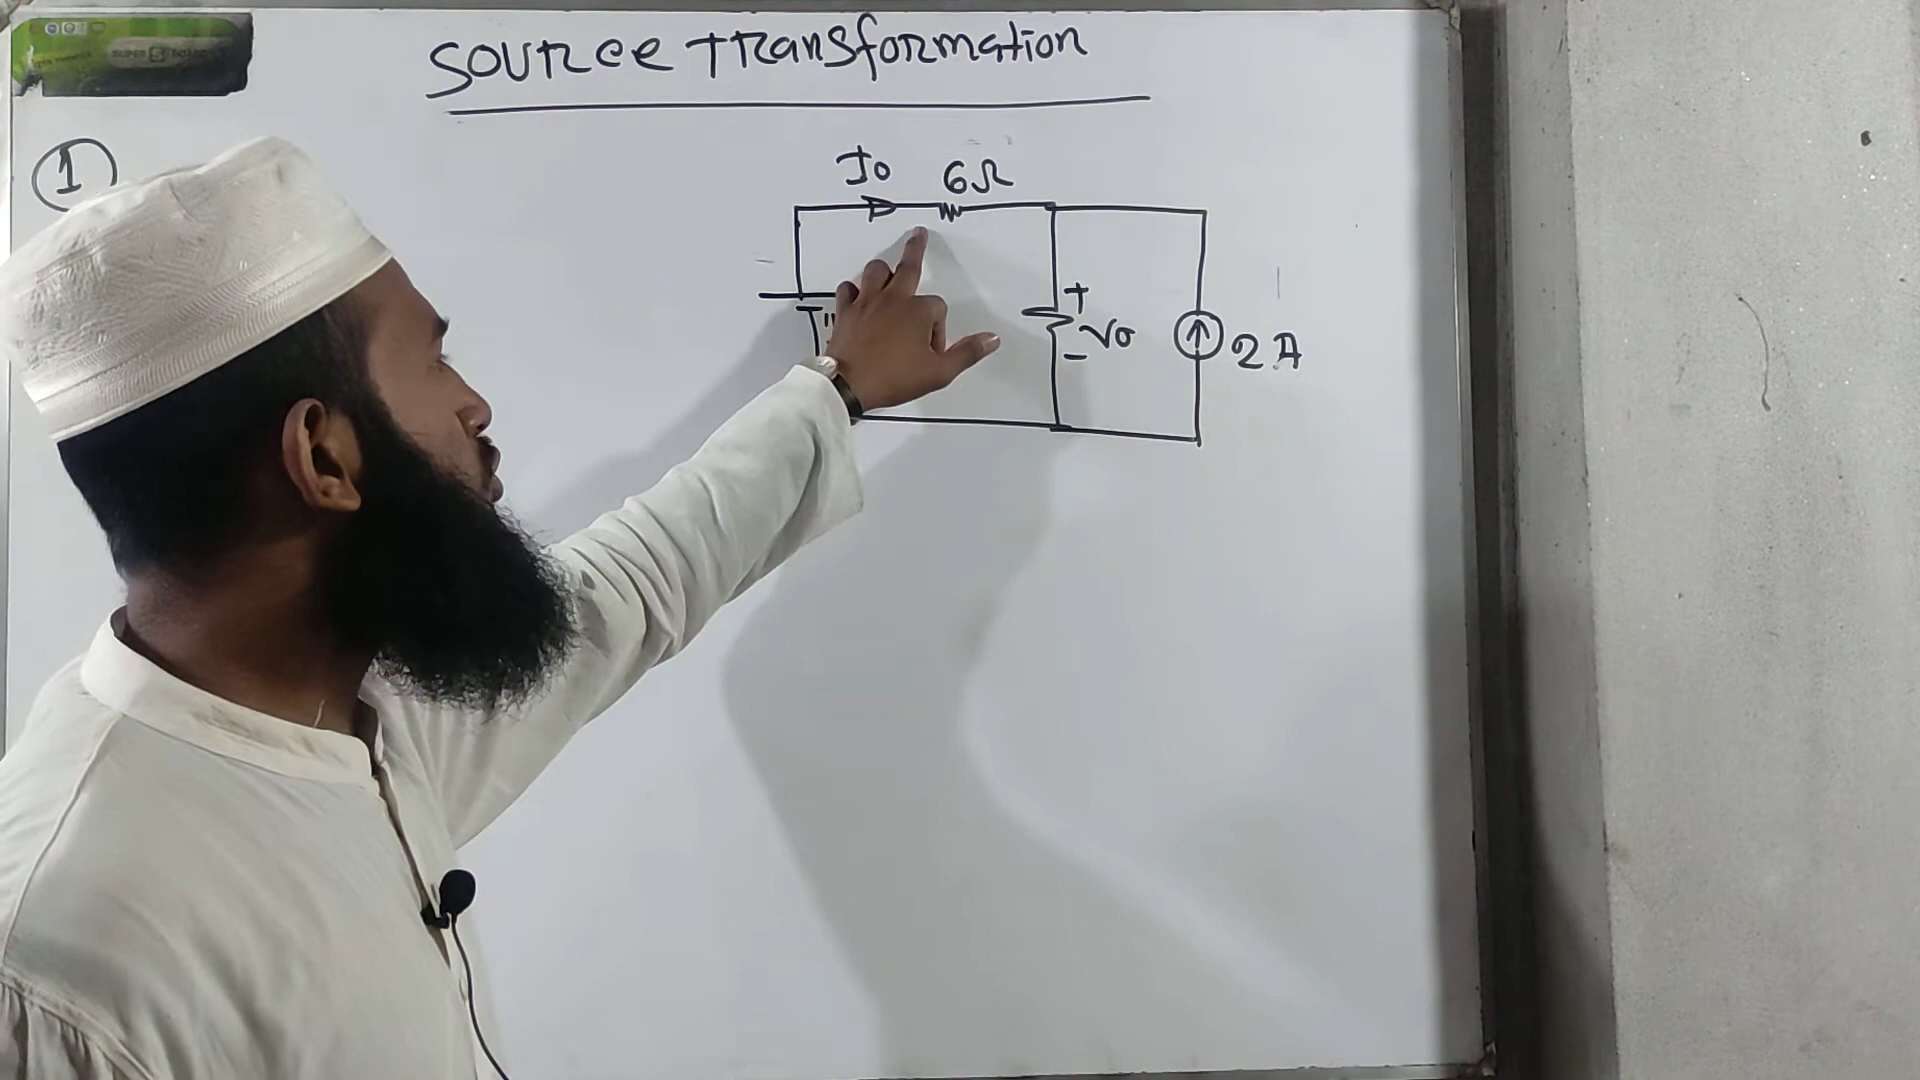 Source Transformation
1
Io 6Ω
+
Vo
-
2A